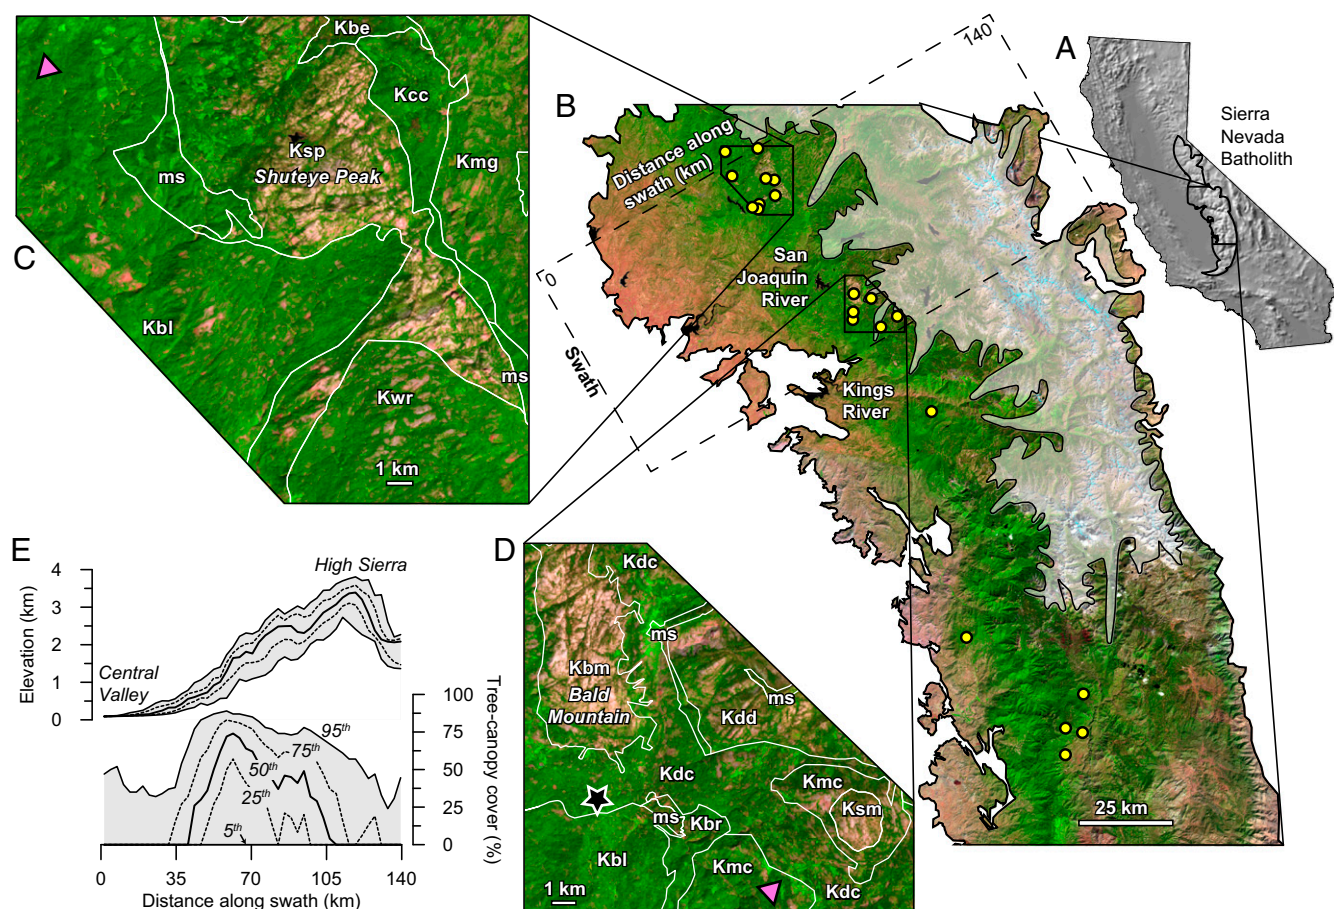 A
Sierra
Nevada
Batholith
B
140
Distance along
swath (km)
0
Swath
San
Joaquin
River
Kings
River
25 km
C
Kbe
Kcc
Ksp
Shuteye Peak
Kmg
ms
Kbl
ms
Kwr
1 km
D
Kdc
ms
Kbm
Bald
Mountain
ms
Kdd
Kdc
Kmc
Ksm
ms
Kbr
Kbl
Kmc
Kdc
1 km
E
High Sierra
Central
Valley
Elevation (km)
4
3
2
1
0
100
75
50
25
0
Tree-canopy cover (%)
95th
75th
50th
25th
5th
0 35 70 105 140
Distance along swath (km)